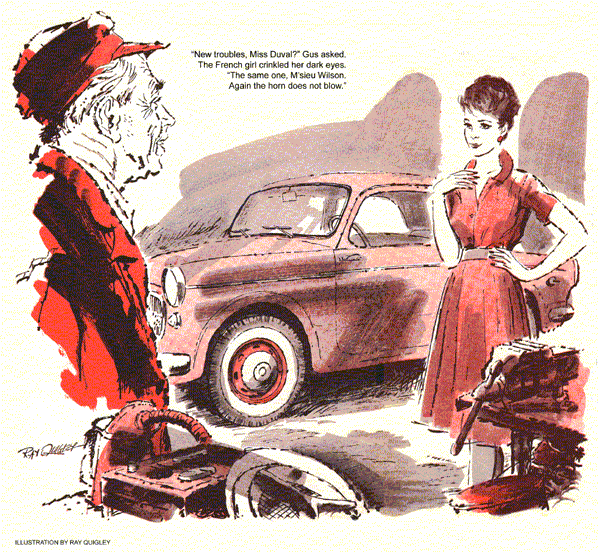 “New troubles, Miss Duval?” Gus asked.
The French girl crinkled her dark eyes.
“The same one, M’sieu Wilson.
Again the horn does not blow.”
RAY QUIGLEY
ILLUSTRATION BY RAY QUIGLEY